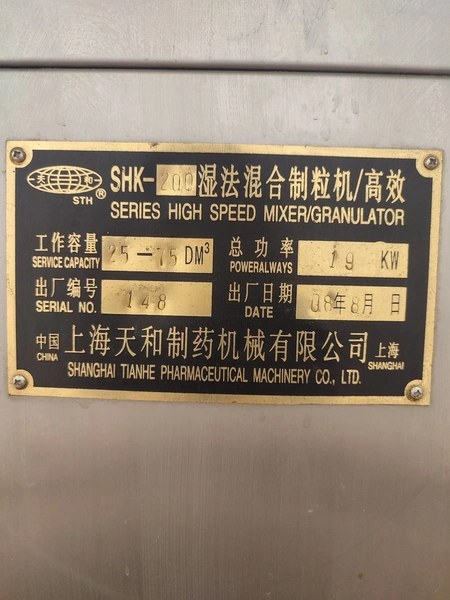 天和
STH ®
SHK-200湿法混合制粒机/高效
SERIES HIGH SPEED MIXER/GRANULATOR
工作容量 25-75 DM³ 总功率 19 KW
SERVICE CAPACITY POWERALWAYS
出厂编号 148 出厂日期 08年8月 日
SERIAL NO. DATE
中国 上海天和制药机械有限公司 上海
CHINA SHANGHAI TIANHE PHARMACEUTICAL MACHINERY CO., LTD. SHANGHAI